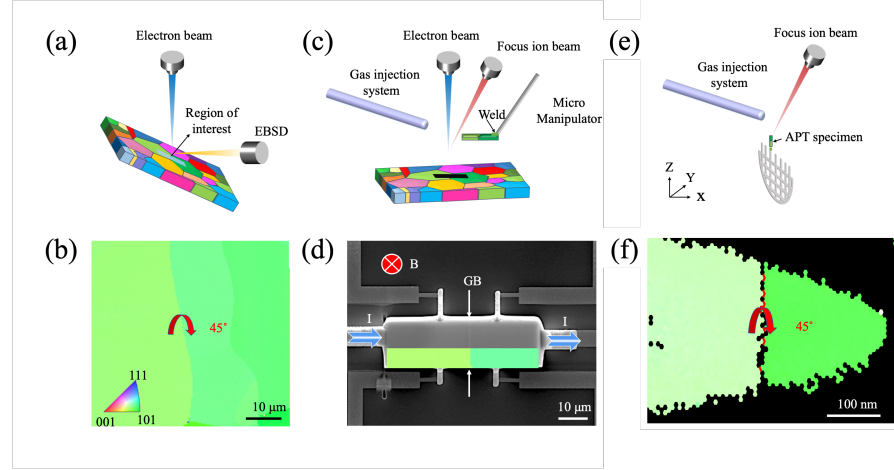 (a)
Electron beam
Region of
interest
EBSD
(c)
Electron beam
Focus ion beam
Gas injection
system
Weld
Micro
Manipulator
(e)
Focus ion beam
Gas injection
system
APT specimen
Z
Y
X
(b)
45°
111
001
101
10 μm
(d)
B
GB
I
I
10 μm
(f)
45°
100 nm